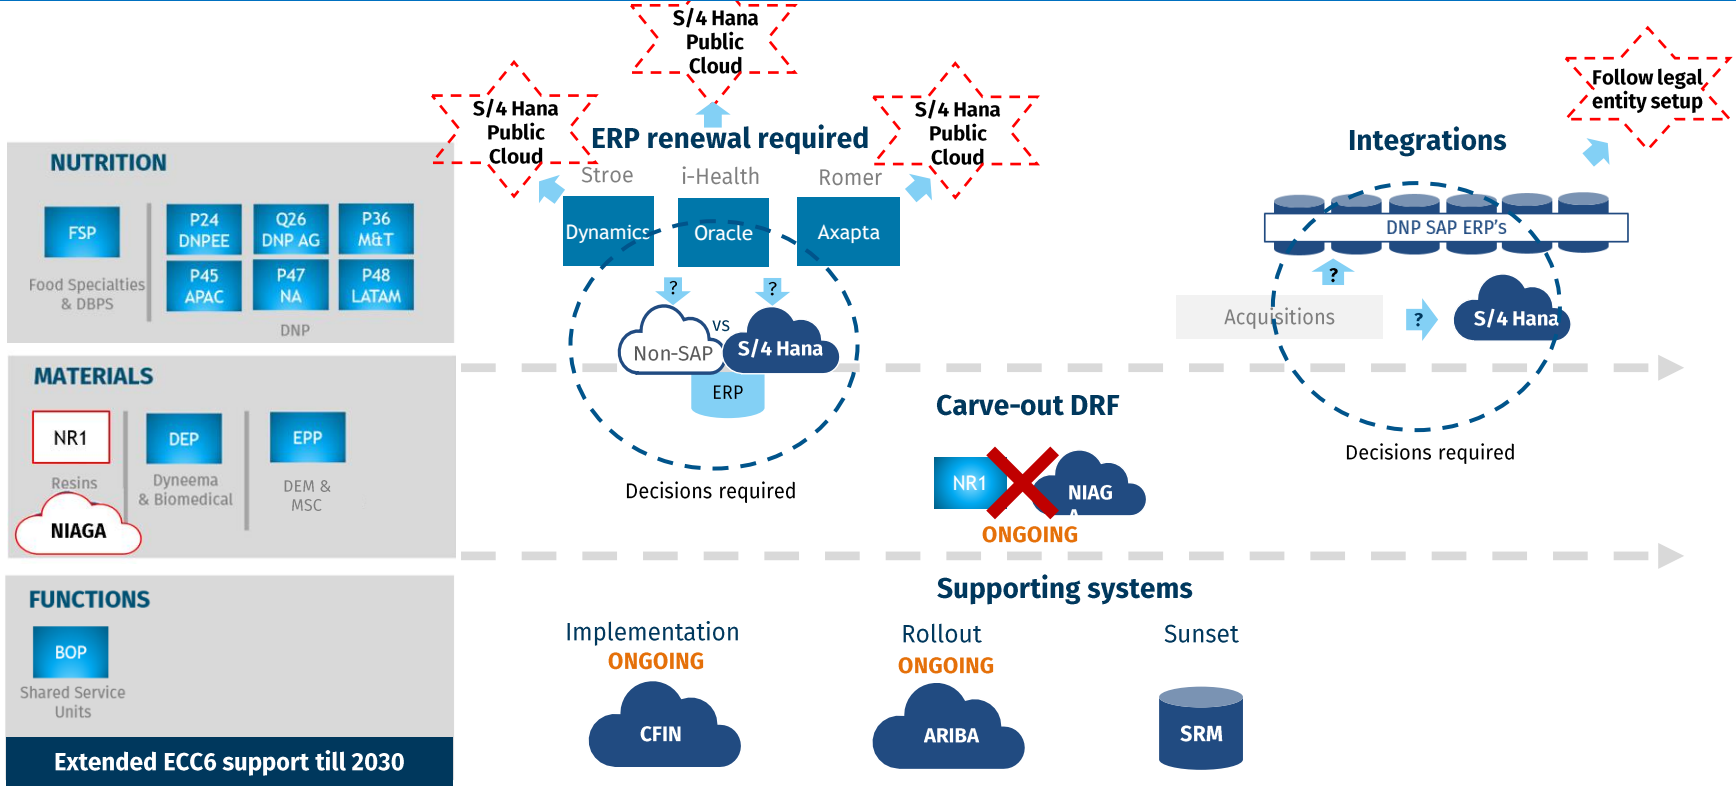 S/4 Hana
Public
Cloud
S/4 Hana
Public
Cloud
S/4 Hana
Public
Cloud
Follow legal
entity setup
ERP renewal required
Integrations
NUTRITION
FSP
Food Specialties
& DBPS
P24
DNPEE
Q26
DNP AG
P36
M&T
P45
APAC
P47
NA
P48
LATAM
DNP
Stroe
i-Health
Romer
Dynamics
Oracle
Axapta
?
?
Non-SAP
vs
S/4 Hana
ERP
Decisions required
DNP SAP ERP's
?
Acquisitions
?
S/4 Hana
Decisions required
MATERIALS
NR1
Resins
NIAGA
DEP
Dyneema
& Biomedical
EPP
DEM &
MSC
Carve-out DRF
NR1
NIAG
A
ONGOING
FUNCTIONS
BOP
Shared Service
Units
Extended ECC6 support till 2030
Supporting systems
Implementation
ONGOING
CFIN
Rollout
ONGOING
ARIBA
Sunset
SRM